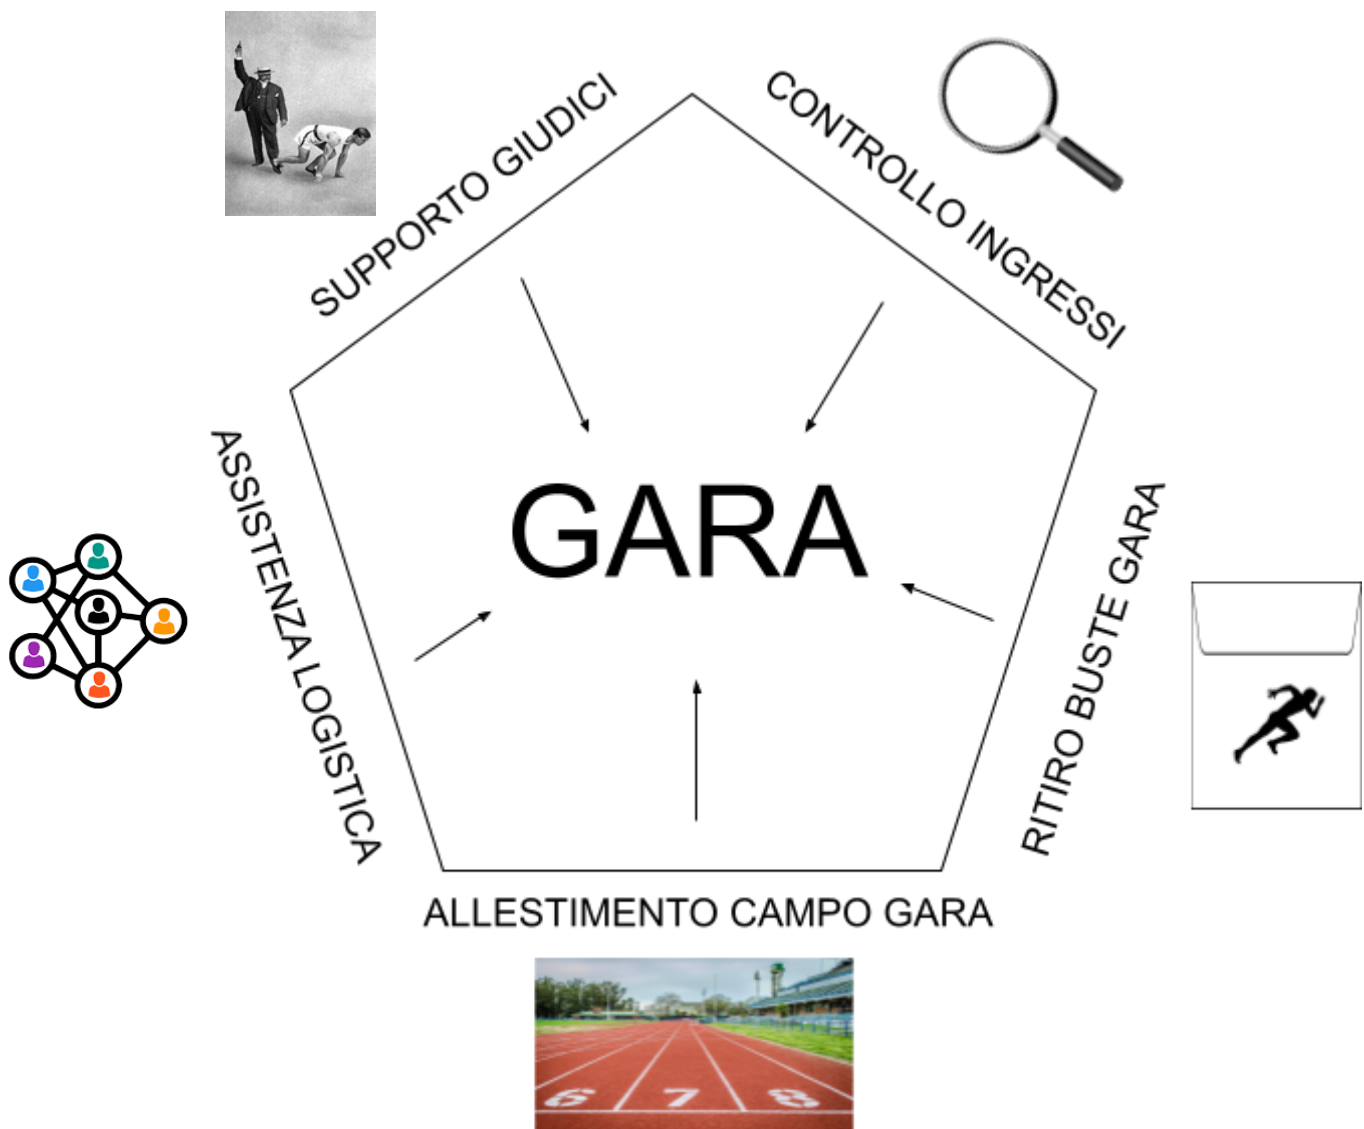 SUPPORTO GIUDICI
CONTROLLO INGRESSI
ASSISTENZA LOGISTICA
GARA
RITIRO BUSTE GARA
ALLESTIMENTO CAMPO GARA
6 7 8